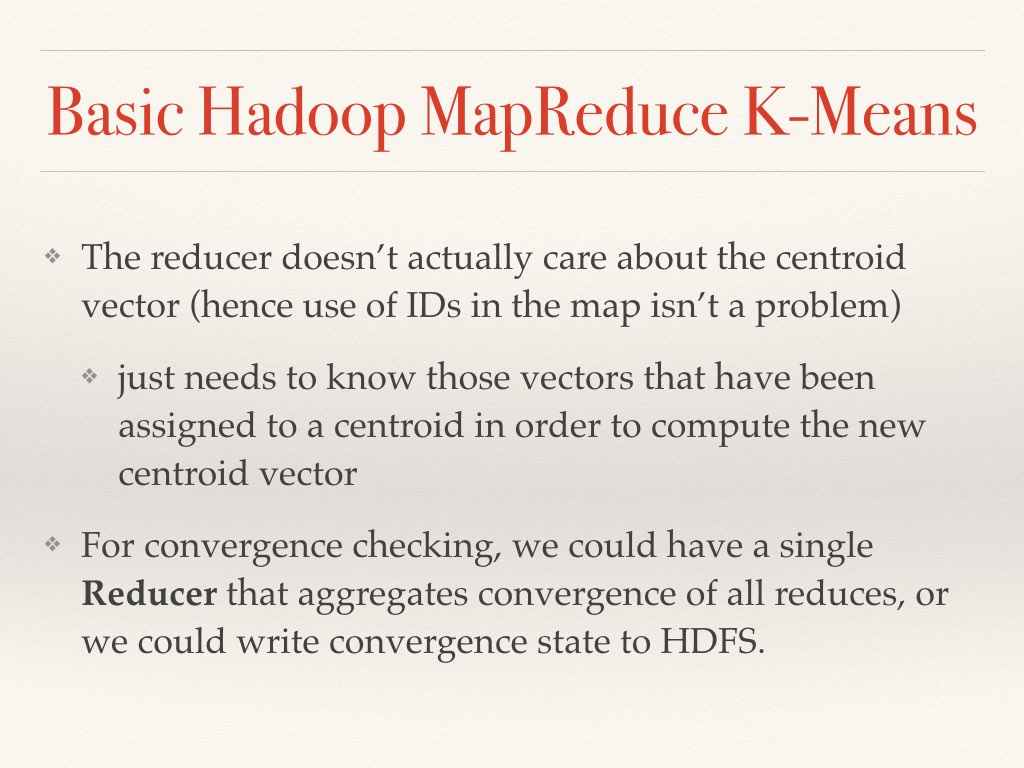 Basic Hadoop MapReduce K-Means
❖ The reducer doesn’t actually care about the centroid
vector (hence use of IDs in the map isn’t a problem)
❖ just needs to know those vectors that have been
assigned to a centroid in order to compute the new
centroid vector
❖ For convergence checking, we could have a single
Reducer that aggregates convergence of all reduces, or
we could write convergence state to HDFS.